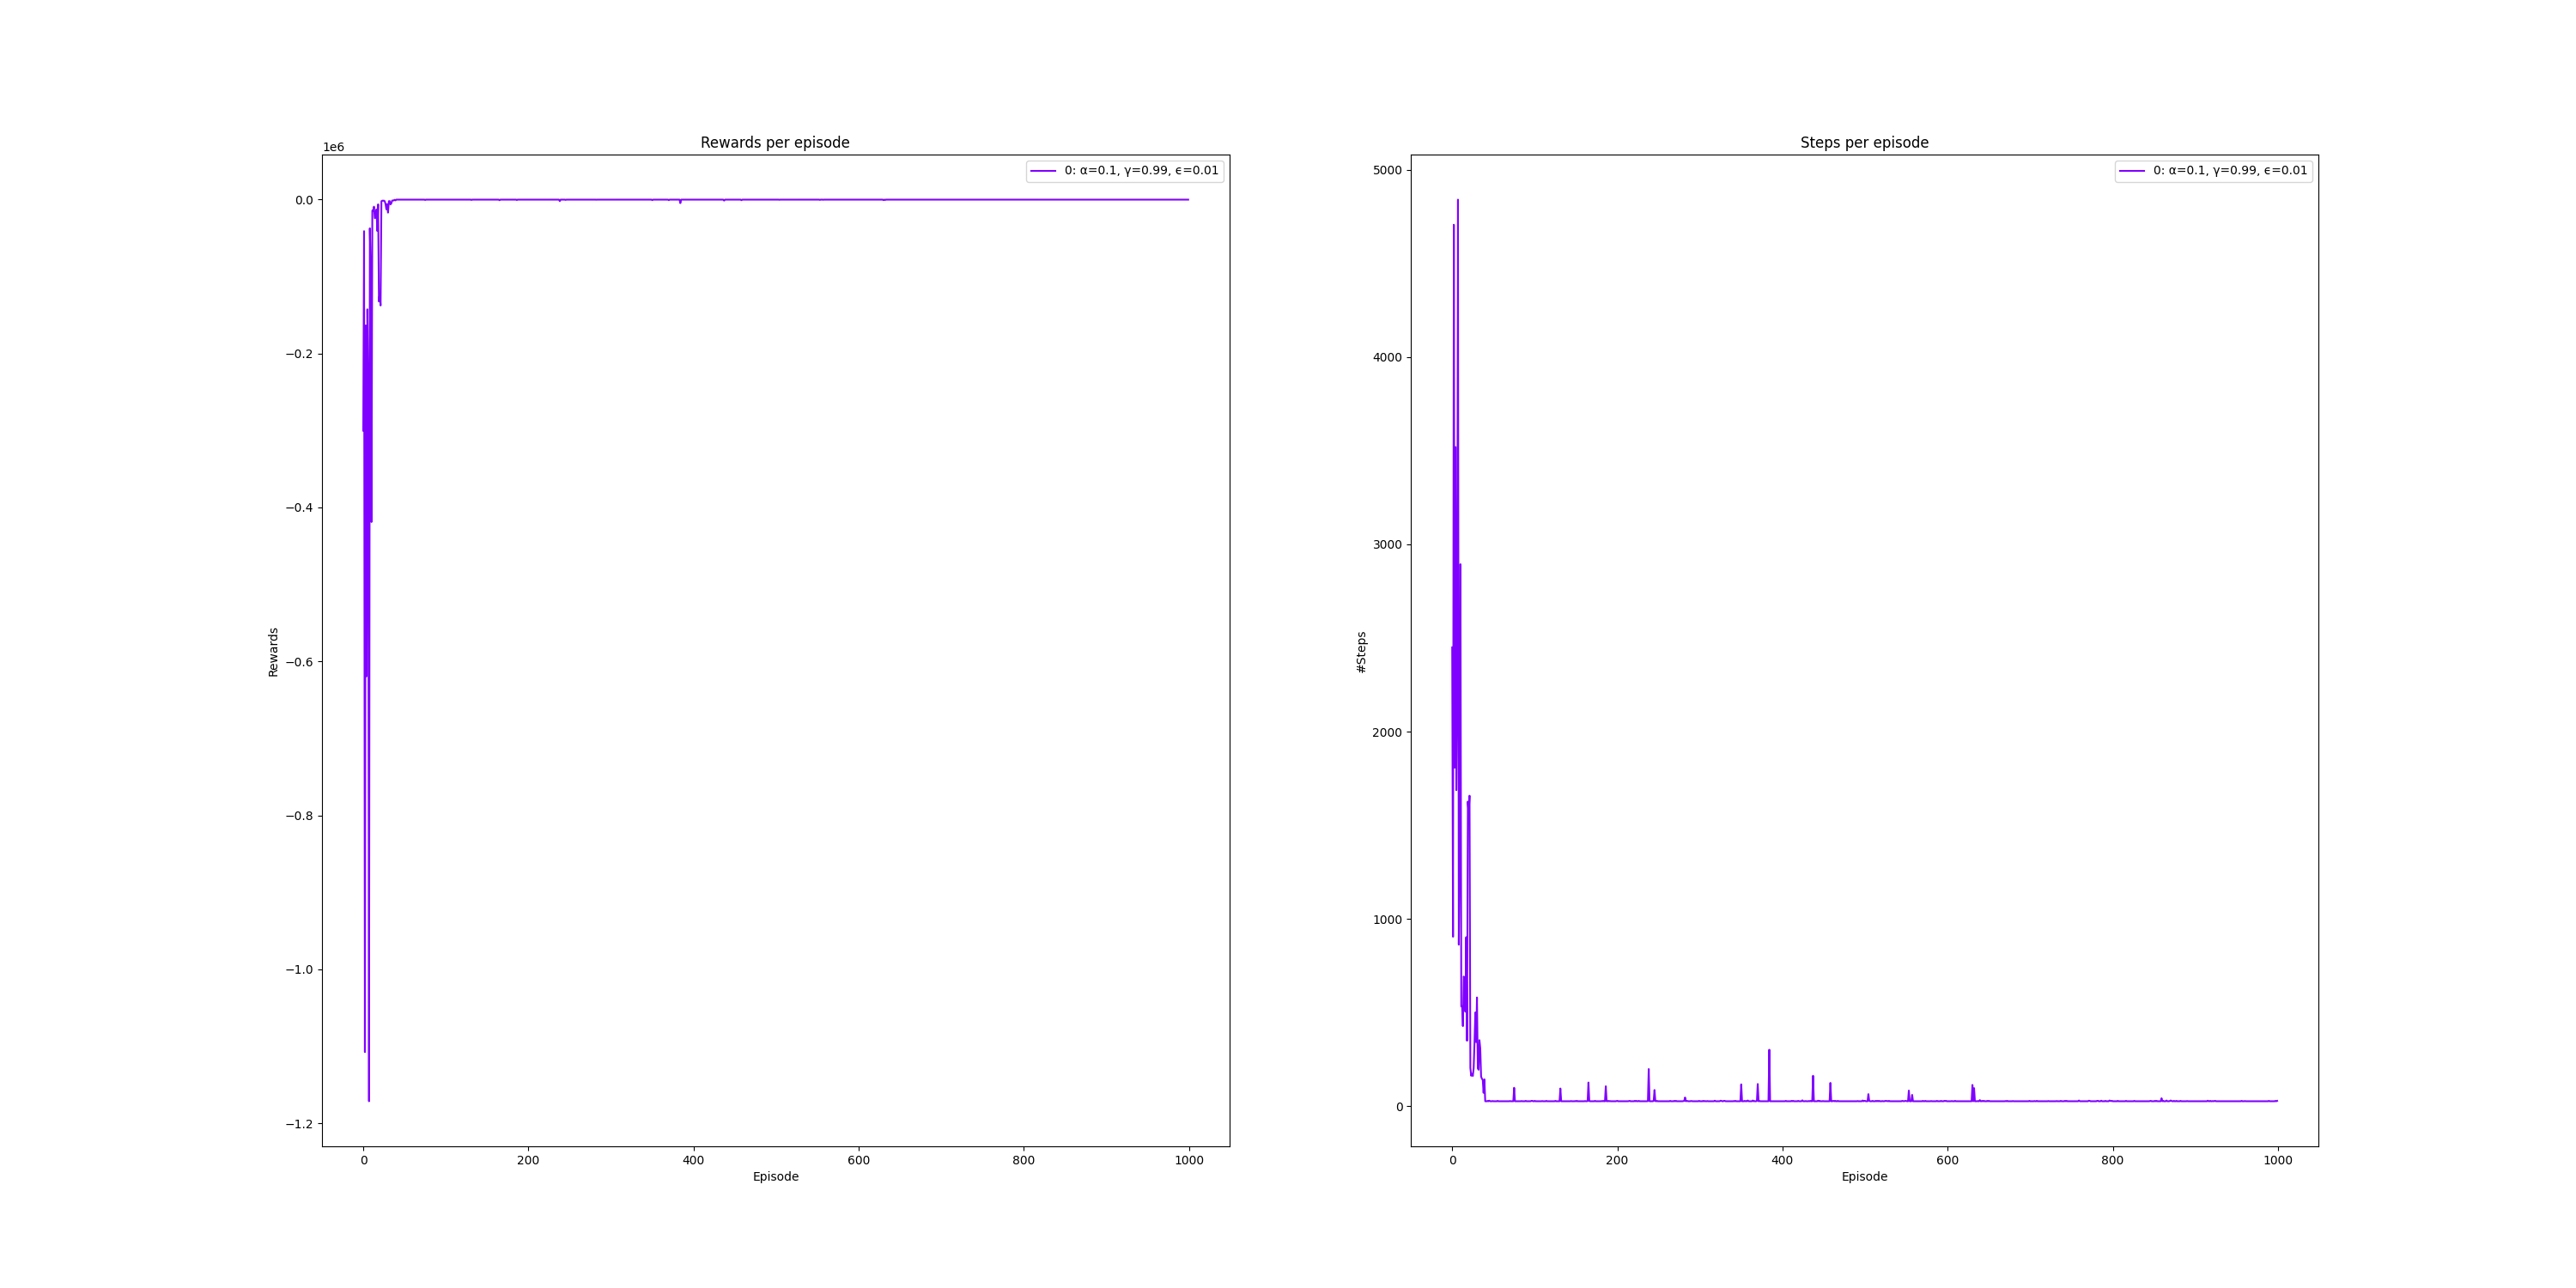 Rewards per episode
1e6
0: α=0.1, γ=0.99, ϵ=0.01
0.0
−0.2
−0.4
−0.6
−0.8
−1.0
−1.2
Rewards
0
200
400
600
800
1000
Episode
Steps per episode
0: α=0.1, γ=0.99, ϵ=0.01
5000
4000
3000
2000
1000
0
#Steps
0
200
400
600
800
1000
Episode